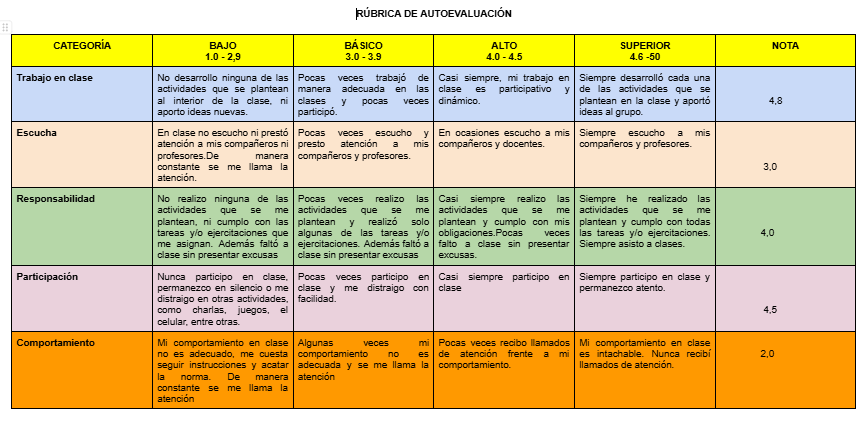 RÚBRICA DE AUTOEVALUACIÓN
CATEGORÍA
BAJO
1.0 - 2,9
BÁSICO
3.0 - 3.9
ALTO
4.0 - 4.5
SUPERIOR
4.6 -50
NOTA
Trabajo en clase
No desarrollo ninguna de las
actividades que se plantean
al interior de la clase, ni
aporto ideas nuevas.
Pocas veces trabajó de
manera adecuada en las
clases y pocas veces
participó.
Casi siempre, mi trabajo en
clase es participativo y
dinámico.
Siempre desarrolló cada una
de las actividades que se
plantean en la clase y aportó
ideas al grupo.
4,8
Escucha
En clase no escucho ni prestó
atención a mis compañeros ni
profesores.De manera
constante se me llama la
atención.
Pocas veces escucho y
presto atención a mis
compañeros y profesores.
En ocasiones escucho a mis
compañeros y docentes.
Siempre escucho a mis
compañeros y profesores.
3,0
Responsabilidad
No realizo ninguna de las
actividades que se me
plantean, ni cumplo con las
tareas y/o ejercitaciones que
me asignan. Además faltó a
clase sin presentar excusas
Pocas veces realizo las
actividades que se me
plantean y realizó solo
algunas de las tareas y/o
ejercitaciones. Además faltó a
clase sin presentar excusas
Casi siempre realizo las
actividades que se me
plantean y cumplo con mis
obligaciones.Pocas veces
falto a clase sin presentar
excusas.
Siempre he realizado las
actividades que se me
plantean y cumplo con todas
las tareas y/o ejercitaciones.
Siempre asisto a clases.
4,0
Participación
Nunca participo en clase,
permanezco en silencio o me
distraigo en otras actividades,
como charlas, juegos, el
celular, entre otras.
Pocas veces participo en
clase y me distraigo con
facilidad.
Casi siempre participo en
clase
Siempre participo en clase y
permanezco atento.
4,5
Comportamiento
Mi comportamiento en clase
no es adecuado, me cuesta
seguir instrucciones y acatar
la norma. De manera
constante se me llama la
atención
Algunas veces mi
comportamiento no es
adecuada y se me llama la
atención
Pocas veces recibo llamados
de atención frente a mi
comportamiento.
Mi comportamiento en clase
es intachable. Nunca recibí
llamados de atención.
2,0